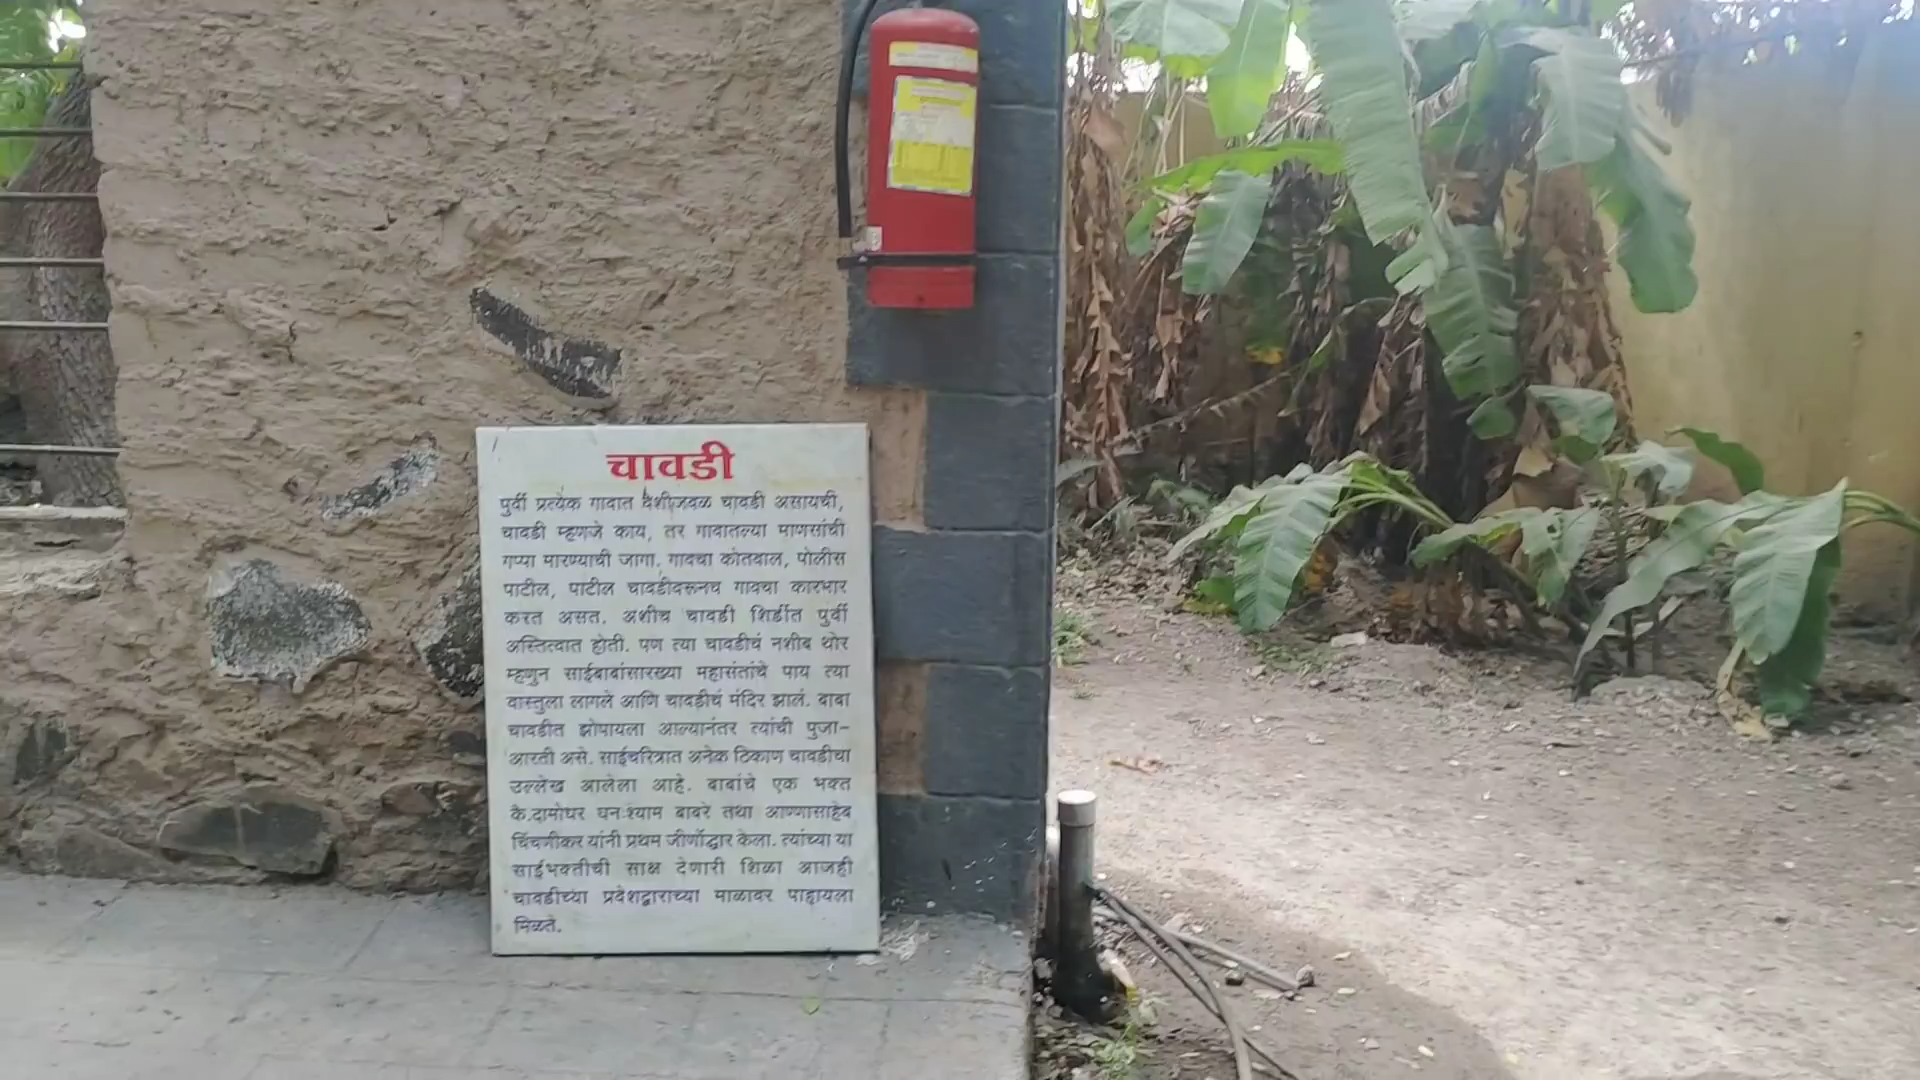 चावडी
पुर्वी प्रत्येक गावात वेशीजवळ चावडी असायची,
चावडी म्हणजे काय, तर गावातल्या माणसांची
गप्पा मारण्याची जागा. गावचा कोतवाल, पोलीस
पाटील, पाटील चावडीवरूनच गावचा कारभार
करत असत. अशीच चावडी शिर्डीत पुर्वी
अस्तित्वात होती. पण त्या चावडीचं नशीब थोर
म्हणुन साईबाबांसारख्या महासंतांचे पाय त्या
वास्तुला लागले आणि चावडीचं मंदिर झालं. बाबा
चावडीत झोपायला आल्यानंतर त्यांची पुजा-
आरती असे. साईचरित्रात अनेक ठिकाण चावडीचा
उल्लेख आलेला आहे. बाबांचे एक भक्त
कै.दामोधर घनःश्याम बाबरे तथा आण्णासाहेब
चिंचणीकर यांनी प्रथम जीर्णोद्धार केला. त्यांच्या या
साईभक्तीची साक्ष देणारी शिळा आजही
चावडीच्या प्रवेशद्वाराच्या माळावर पाहायला
मिळते.